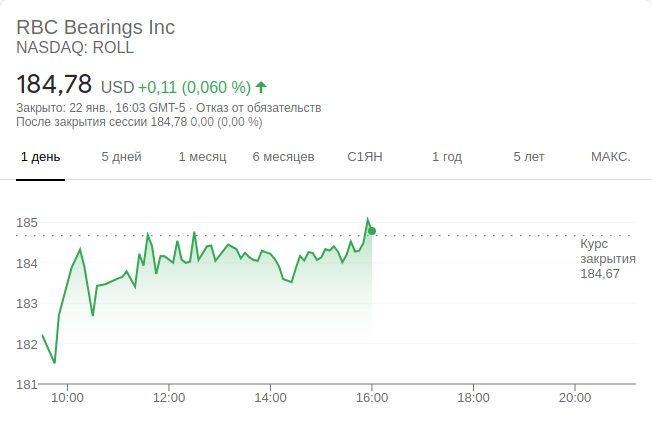 RBC Bearings Inc
NASDAQ: ROLL
184,78 USD +0,11 (0,060 %)
Закрыто: 22 янв., 16:03 GMT-5 · Отказ от обязательств
После закрытия сессии 184,78 0,00 (0,00 %)
1 день 5 дней 1 месяц 6 месяцев С1ЯН 1 год 5 лет МАКС.
185
Курс
закрытия
184,67
184
183
182
181
10:00 12:00 14:00 16:00 18:00 20:00